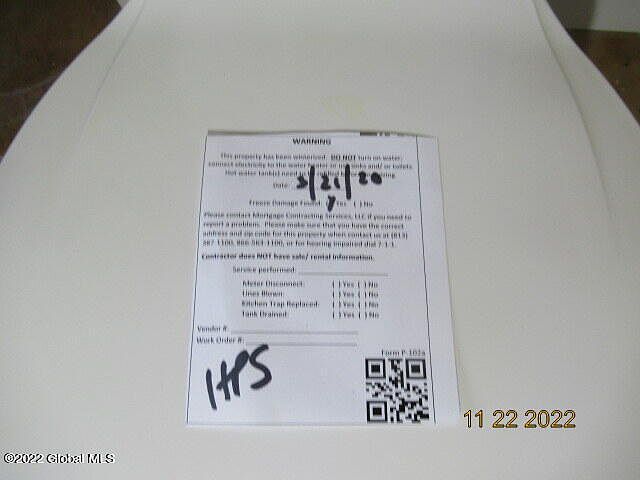 WARNING
This property has been winterized. DO NOT turn on water,
connect electricity to the water heater or use sinks and/ or toilets.
Hot water tank(s) need
Date: 3/21/20
Freeze Damage Found: y Yes ( ) No
Please contact Mortgage Contracting Services, LLC if you need to
report a problem. Please make sure that you have the correct
address and zip code for this property when contact us at (813)
387-1100, 866-563-1100, or for hearing impaired dial 7-1-1.
Contractor does NOT have sale/ rental information.
Service performed:
Meter Disconnect: ( ) Yes ( ) No
Lines Blown: ( ) Yes ( ) No
Kitchen Trap Replaced: ( ) Yes ( ) No
Tank Drained: ( ) Yes ( ) No
Vendor #:
Work Order #:
Form P-102a
HPS
11 22 2022
©2022 Global MLS